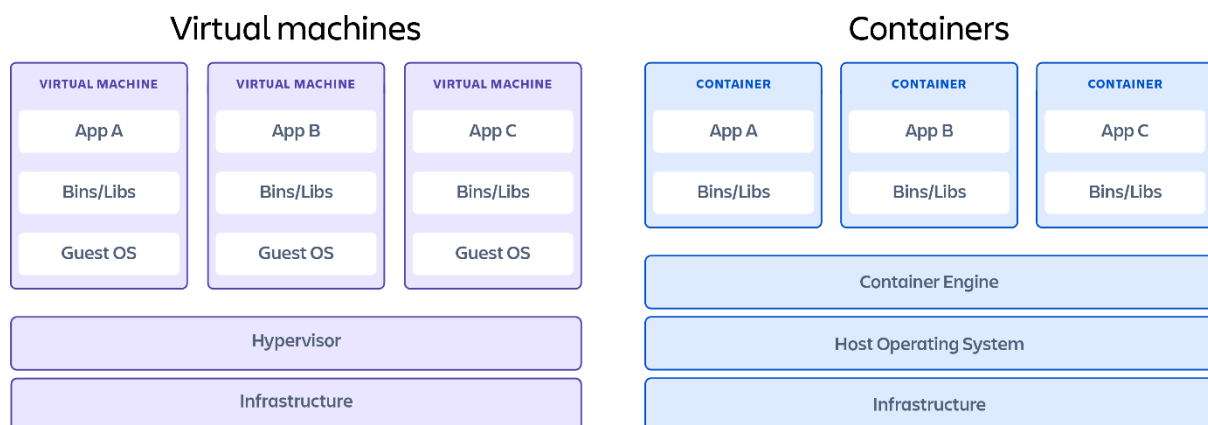 Virtual machines
VIRTUAL MACHINE
App A
Bins/Libs
Guest OS
VIRTUAL MACHINE
App B
Bins/Libs
Guest OS
VIRTUAL MACHINE
App C
Bins/Libs
Guest OS
Hypervisor
Infrastructure
Containers
CONTAINER
App A
Bins/Libs
CONTAINER
App B
Bins/Libs
CONTAINER
App C
Bins/Libs
Container Engine
Host Operating System
Infrastructure